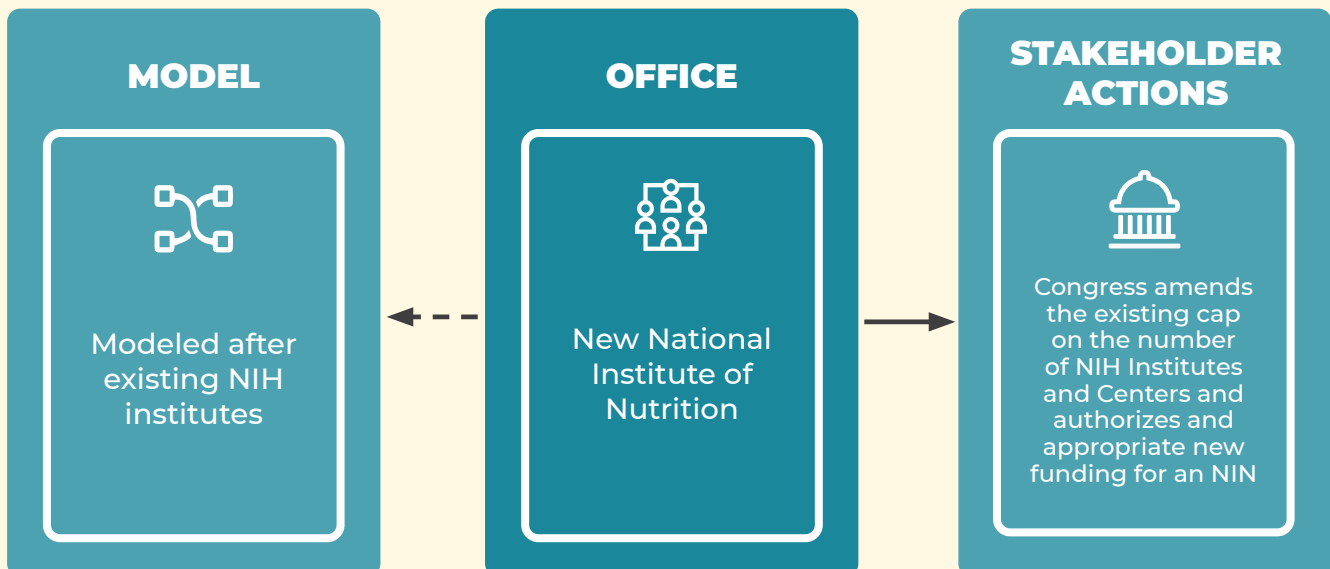 MODEL
Modeled after
existing NIH
institutes
OFFICE
New National
Institute of
Nutrition
STAKEHOLDER
ACTIONS
Congress amends
the existing cap
on the number
of NIH Institutes
and Centers and
authorizes and
appropriate new
funding for an NIN